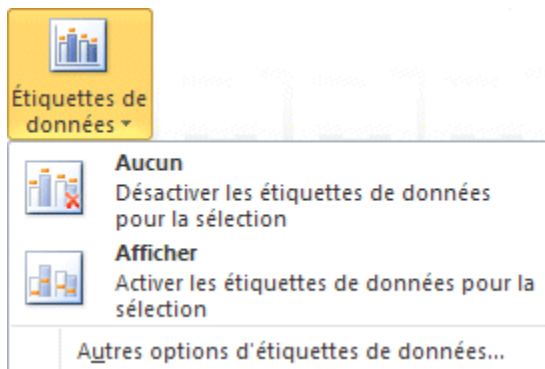 Étiquettes de
données
Aucun
Désactiver les étiquettes de données
pour la sélection
Afficher
Activer les étiquettes de données pour la
sélection
Autres options d'étiquettes de données...